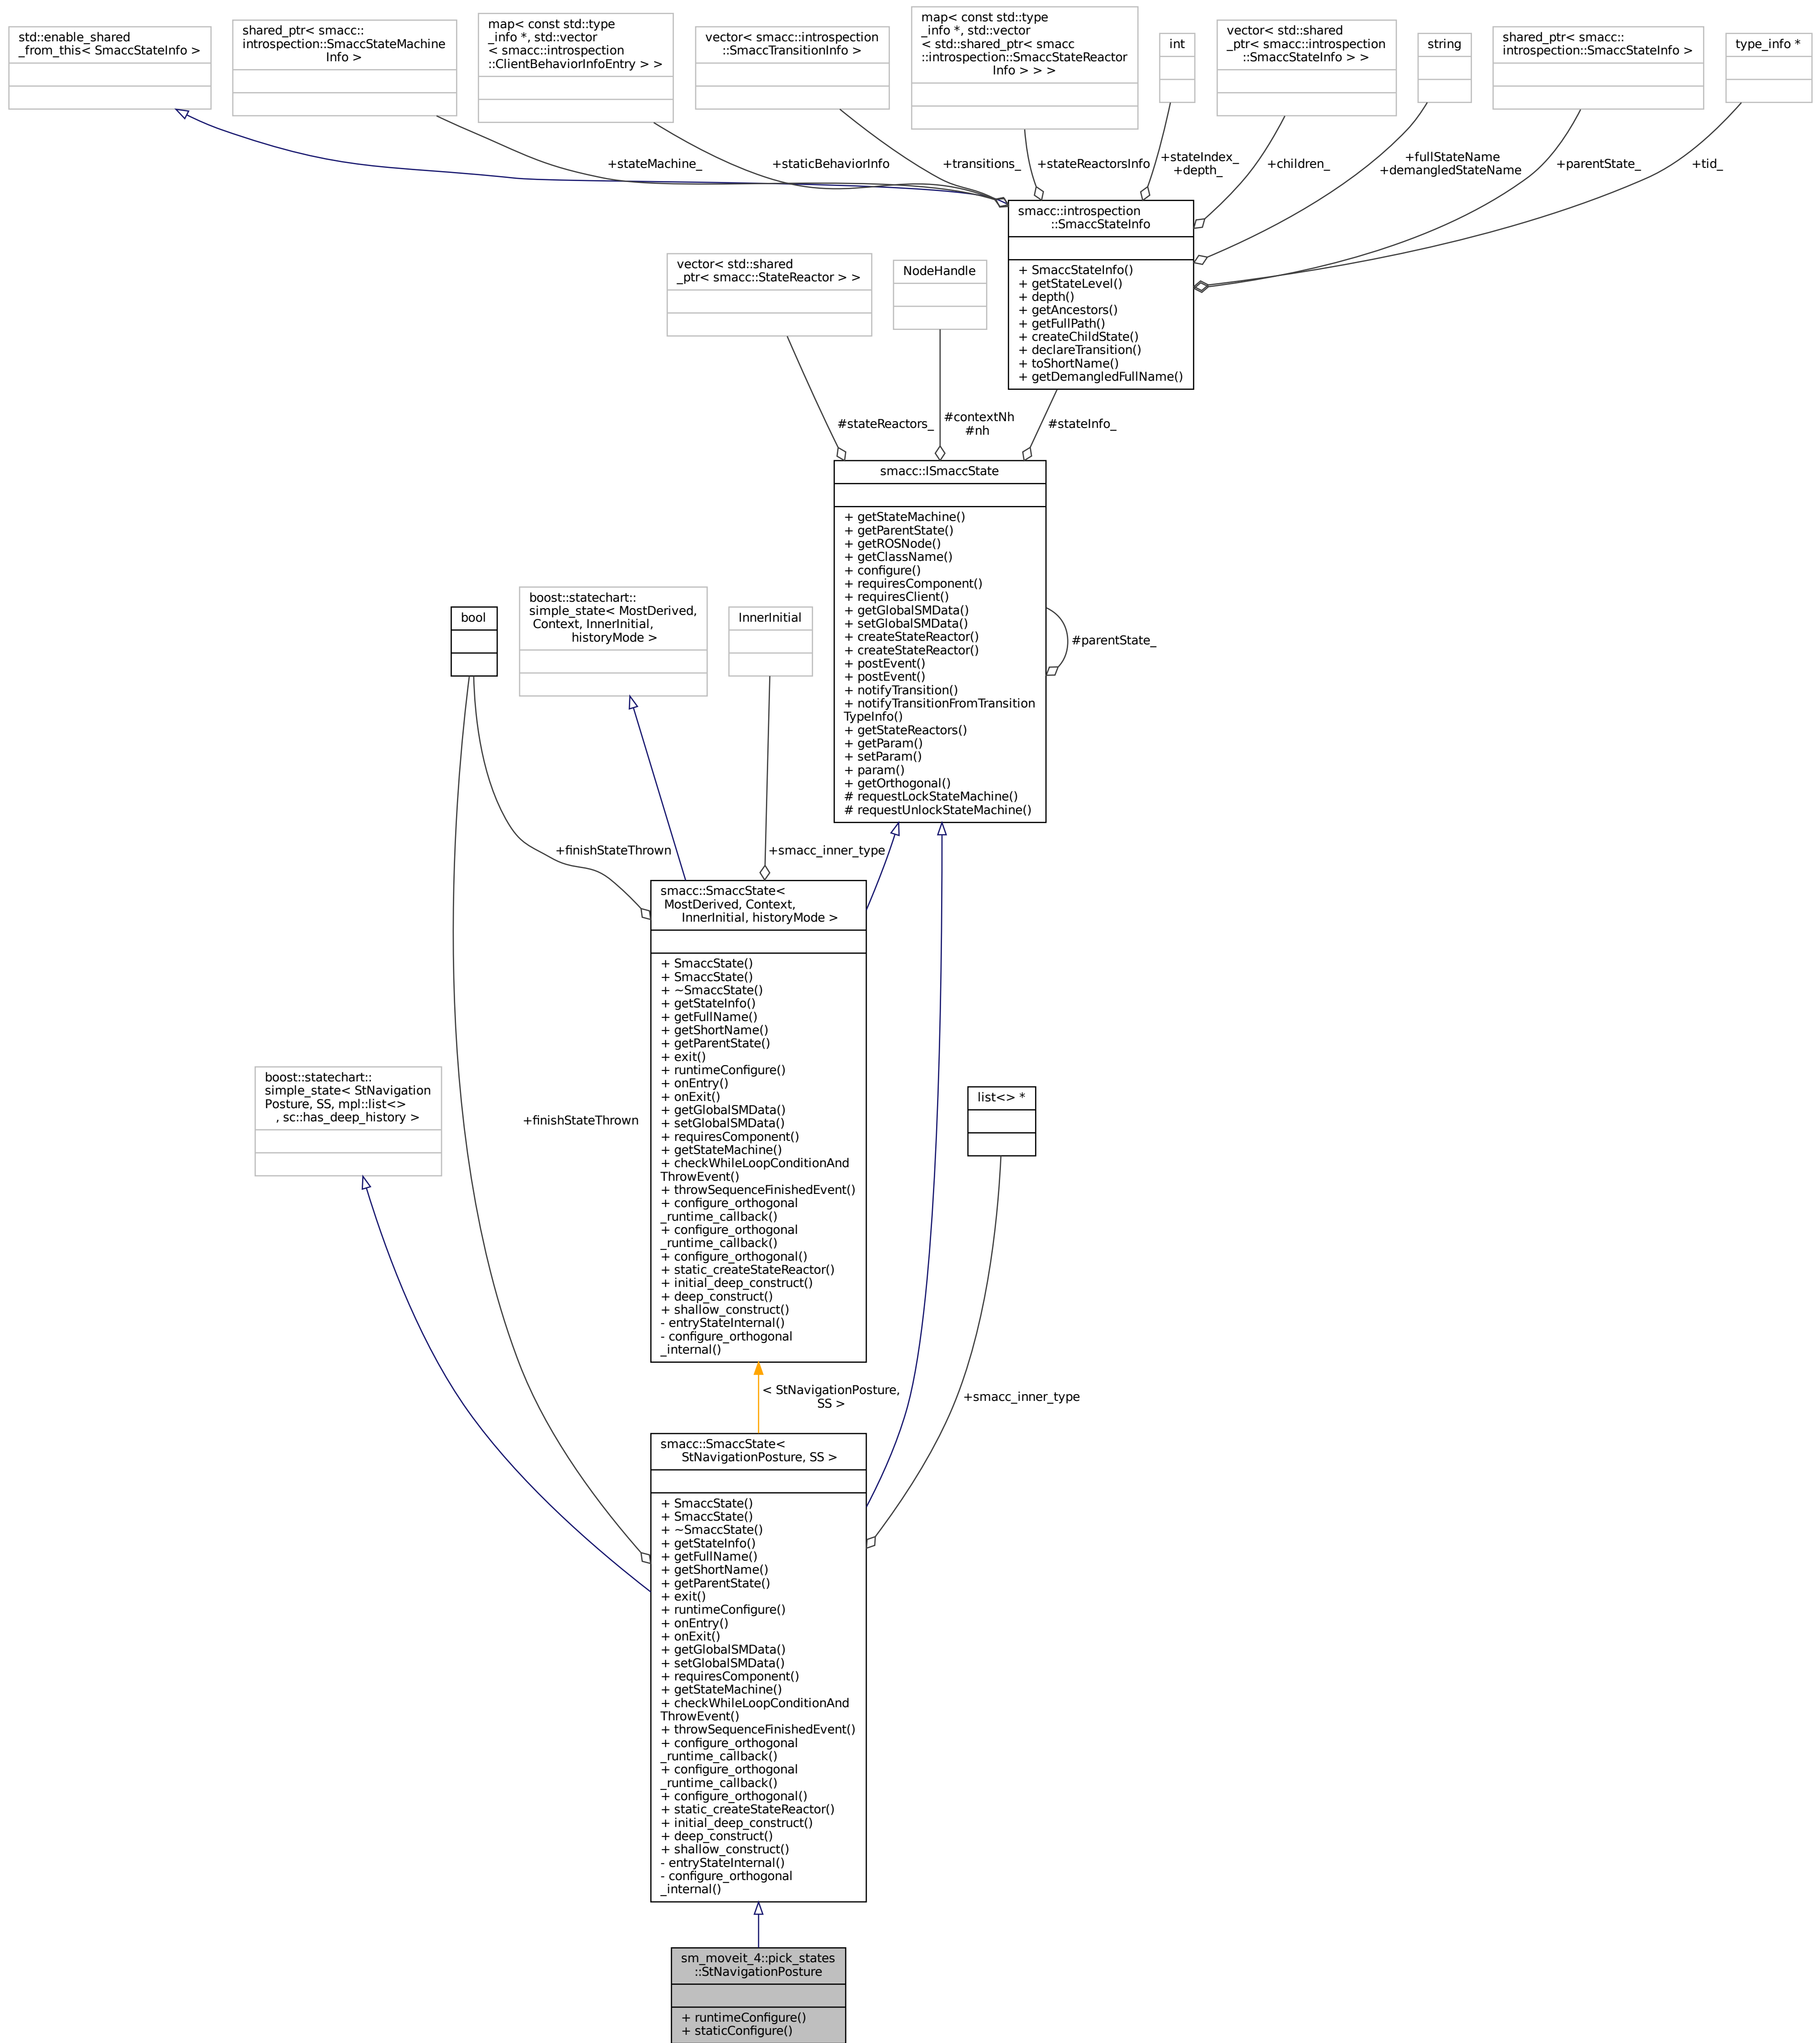 std::enable_shared
_from_this< SmaccStateInfo >
shared_ptr< smacc::
introspection::SmaccStateMachine
Info >
map< const std::type
_info *, std::vector
< smacc::introspection
::ClientBehaviorInfoEntry > >
vector< smacc::introspection
::SmaccTransitionInfo >
map< const std::type
_info *, std::vector
< std::shared_ptr< smacc
::introspection::SmaccStateReactor
Info > > >
int
vector< std::shared
_ptr< smacc::introspection
::SmaccStateInfo > >
string
shared_ptr< smacc::
introspection::SmaccStateInfo >
type_info *
+stateMachine_
+staticBehaviorInfo
+transitions_
+stateReactorsInfo
+stateIndex_
+depth_
+children_
+fullStateName
+demangledStateName
+parentState_
+tid_
smacc::introspection
::SmaccStateInfo
+ SmaccStateInfo()
+ getStateLevel()
+ depth()
+ getAncestors()
+ getFullPath()
+ createChildState()
+ declareTransition()
+ toShortName()
+ getDemangledFullName()
vector< std::shared
_ptr< smacc::StateReactor > >
NodeHandle
#stateReactors_
#contextNh
#nh
#stateInfo_
smacc::ISmaccState
+ getStateMachine()
+ getParentState()
+ getROSNode()
+ getClassName()
+ configure()
+ requiresComponent()
+ requiresClient()
+ getGlobalSMData()
+ setGlobalSMData()
+ createStateReactor()
+ createStateReactor()
+ postEvent()
+ postEvent()
+ notifyTransition()
+ notifyTransitionFromTransition
TypeInfo()
+ getStateReactors()
+ getParam()
+ setParam()
+ param()
+ getOrthogonal()
# requestLockStateMachine()
# requestUnlockStateMachine()
#parentState_
bool
boost::statechart::
simple_state< MostDerived,
Context, InnerInitial,
historyMode >
InnerInitial
+finishStateThrown
+smacc_inner_type
smacc::SmaccState<
MostDerived, Context,
InnerInitial, historyMode >
+ SmaccState()
+ SmaccState()
+ ~SmaccState()
+ getStateInfo()
+ getFullName()
+ getShortName()
+ getParentState()
+ exit()
+ runtimeConfigure()
+ onEntry()
+ onExit()
+ getGlobalSMData()
+ setGlobalSMData()
+ requiresComponent()
+ getStateMachine()
+ checkWhileLoopConditionAnd
ThrowEvent()
+ throwSequenceFinishedEvent()
+ configure_orthogonal
_runtime_callback()
+ configure_orthogonal
_runtime_callback()
+ configure_orthogonal()
+ static_createStateReactor()
+ initial_deep_construct()
+ deep_construct()
+ shallow_construct()
- entryStateInternal()
- configure_orthogonal
_internal()
boost::statechart::
simple_state< StNavigation
Posture, SS, mpl::list<>
, sc::has_deep_history >
+finishStateThrown
list<> *
< StNavigationPosture,
SS >
+smacc_inner_type
smacc::SmaccState<
StNavigationPosture, SS >
+ SmaccState()
+ SmaccState()
+ ~SmaccState()
+ getStateInfo()
+ getFullName()
+ getShortName()
+ getParentState()
+ exit()
+ runtimeConfigure()
+ onEntry()
+ onExit()
+ getGlobalSMData()
+ setGlobalSMData()
+ requiresComponent()
+ getStateMachine()
+ checkWhileLoopConditionAnd
ThrowEvent()
+ throwSequenceFinishedEvent()
+ configure_orthogonal
_runtime_callback()
+ configure_orthogonal
_runtime_callback()
+ configure_orthogonal()
+ static_createStateReactor()
+ initial_deep_construct()
+ deep_construct()
+ shallow_construct()
- entryStateInternal()
- configure_orthogonal
_internal()
sm_moveit_4::pick_states
::StNavigationPosture
+ runtimeConfigure()
+ staticConfigure()